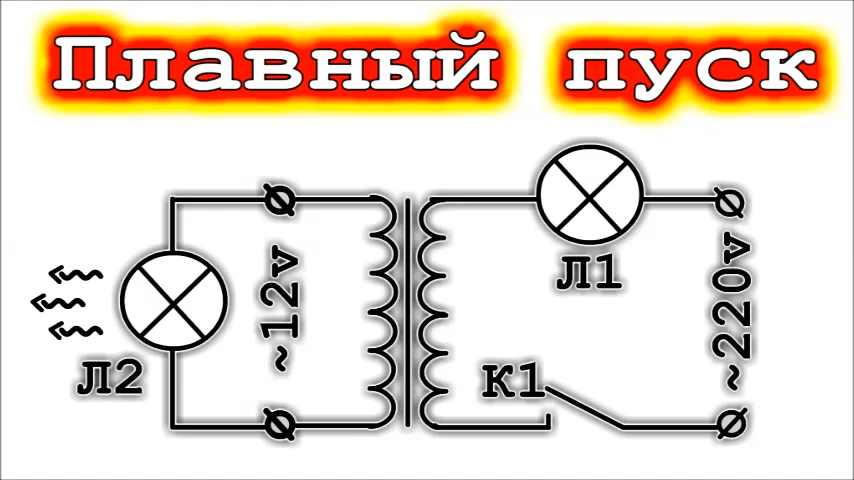 Плавный пуск
Л1
~12v
~220v
Л2
К1